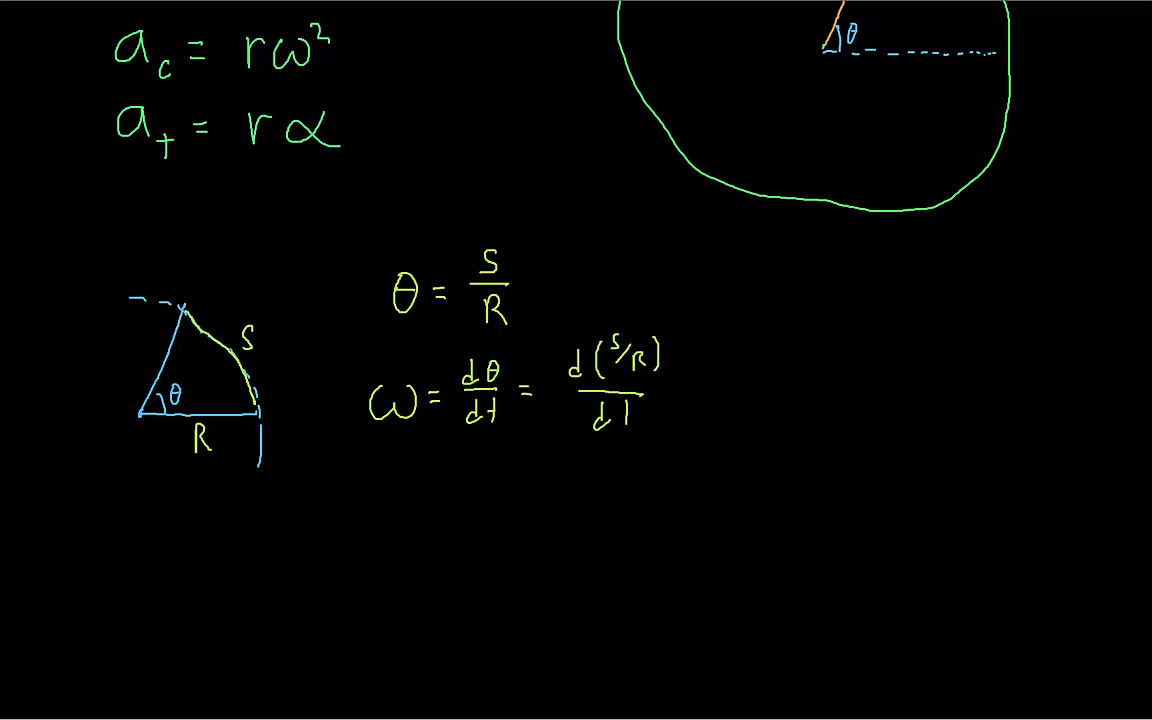 a_c = rω²
θ
a_t = rα
θ = S/R
S
θ
ω = dθ/dt = d(S/R)/dt
R